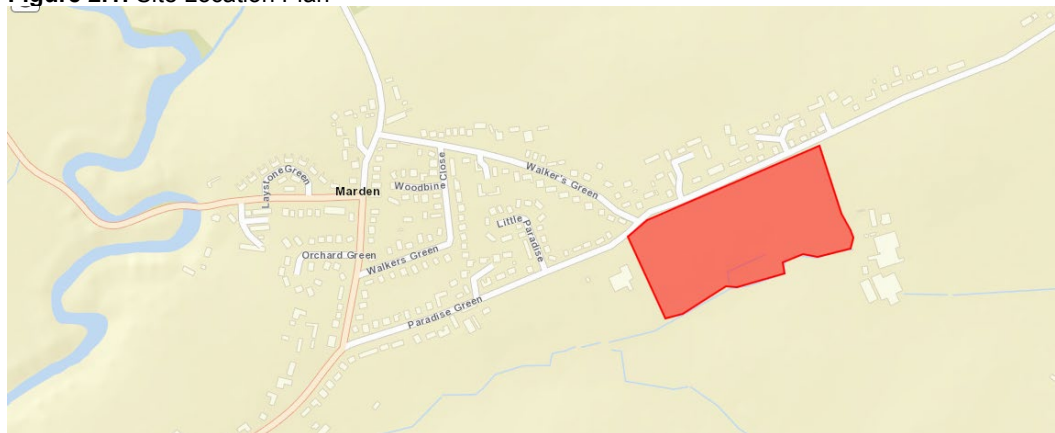 Figure 2.1: Site Location Plan
Walker's Green
Laystone Green
Woodbine Close
Marden
Little Paradise
Orchard Green
Walkers Green
Paradise Green